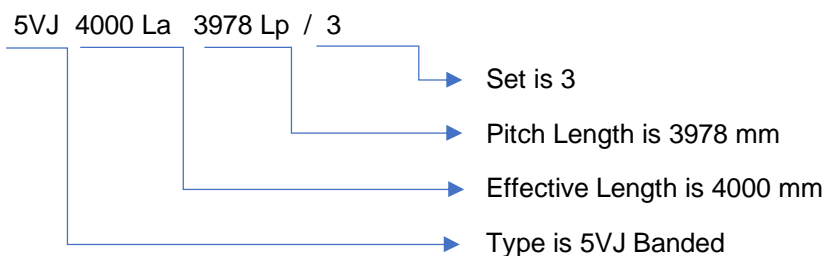 5VJ 4000 La 3978 Lp / 3
Set is 3
Pitch Length is 3978 mm
Effective Length is 4000 mm
Type is 5VJ Banded